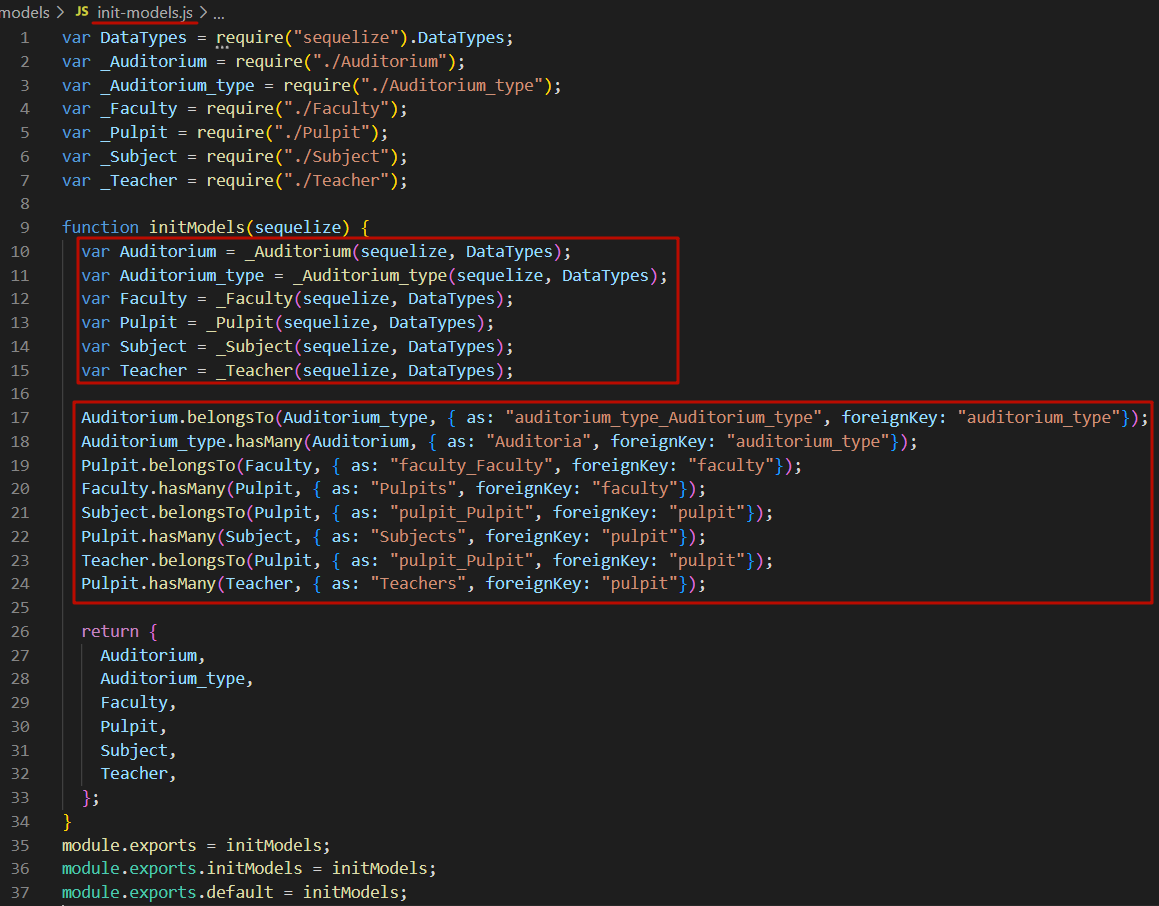 models > JS init-models.js > ...
1 var DataTypes = require("sequelize").DataTypes;
2 var _Auditorium = require("./Auditorium");
3 var _Auditorium_type = require("./Auditorium_type");
4 var _Faculty = require("./Faculty");
5 var _Pulpit = require("./Pulpit");
6 var _Subject = require("./Subject");
7 var _Teacher = require("./Teacher");
8
9 function initModels(sequelize) {
10 var Auditorium = _Auditorium(sequelize, DataTypes);
11 var Auditorium_type = _Auditorium_type(sequelize, DataTypes);
12 var Faculty = _Faculty(sequelize, DataTypes);
13 var Pulpit = _Pulpit(sequelize, DataTypes);
14 var Subject = _Subject(sequelize, DataTypes);
15 var Teacher = _Teacher(sequelize, DataTypes);
16
17 Auditorium.belongsTo(Auditorium_type, { as: "auditorium_type_Auditorium_type", foreignKey: "auditorium_type"});
18 Auditorium_type.hasMany(Auditorium, { as: "Auditoria", foreignKey: "auditorium_type"});
19 Pulpit.belongsTo(Faculty, { as: "faculty_Faculty", foreignKey: "faculty"});
20 Faculty.hasMany(Pulpit, { as: "Pulpits", foreignKey: "faculty"});
21 Subject.belongsTo(Pulpit, { as: "pulpit_Pulpit", foreignKey: "pulpit"});
22 Pulpit.hasMany(Subject, { as: "Subjects", foreignKey: "pulpit"});
23 Teacher.belongsTo(Pulpit, { as: "pulpit_Pulpit", foreignKey: "pulpit"});
24 Pulpit.hasMany(Teacher, { as: "Teachers", foreignKey: "pulpit"});
25
26 return {
27 Auditorium,
28 Auditorium_type,
29 Faculty,
30 Pulpit,
31 Subject,
32 Teacher,
33 };
34 }
35 module.exports = initModels;
36 module.exports.initModels = initModels;
37 module.exports.default = initModels;